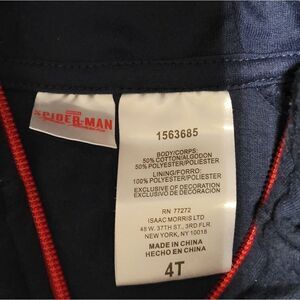 SPIDER-MAN
1563685
BODY/CORPS:
50% COTTON/ALGODON
50% POLYESTER/POLIESTER
LINING/FORRO:
100% POLYESTER/POLIESTER
EXCLUSIVE OF DECORATION
EXCLUSIVO DE DECORACION
RN 77272
ISAAC MORRIS LTD
48 W. 37TH ST., 3RD FLR.
NEW YORK, NY 10018
MADE IN CHINA
HECHO EN CHINA
4T